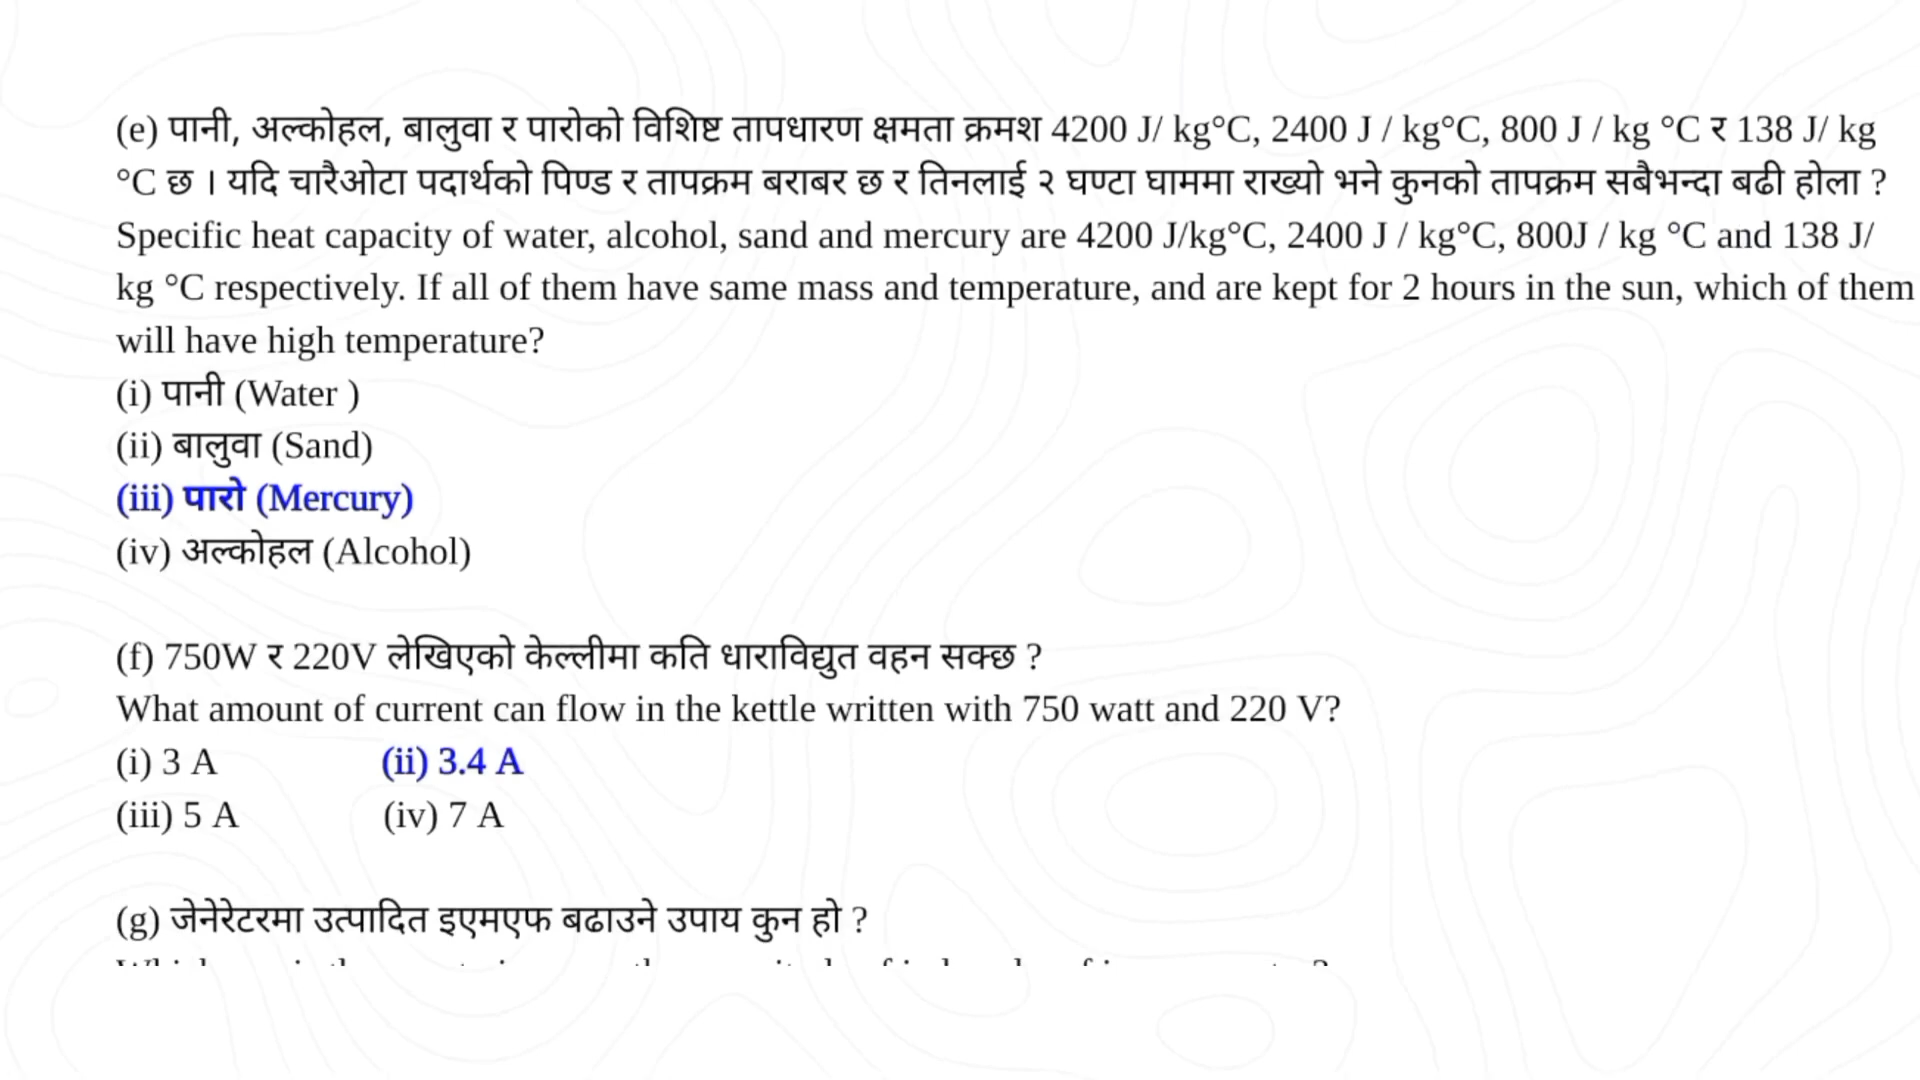 (e) पानी, अल्कोहल, बालुवा र पारोको विशिष्ट तापधारण क्षमता क्रमश 4200 J/ kg°C, 2400 J / kg°C, 800 J / kg °C र 138 J/ kg
°C छ । यदि चारैओटा पदार्थको पिण्ड र तापक्रम बराबर छ र तिनलाई २ घण्टा घाममा राख्यो भने कुनको तापक्रम सबैभन्दा बढी होला ?
Specific heat capacity of water, alcohol, sand and mercury are 4200 J/kg°C, 2400 J / kg°C, 800J / kg °C and 138 J/
kg °C respectively. If all of them have same mass and temperature, and are kept for 2 hours in the sun, which of them
will have high temperature?
(i) पानी (Water )
(ii) बालुवा (Sand)
(iii) पारो (Mercury)
(iv) अल्कोहल (Alcohol)
(f) 750W र 220V लेखिएको केल्लीमा कति धाराविद्युत वहन सक्छ ?
What amount of current can flow in the kettle written with 750 watt and 220 V?
(i) 3 A (ii) 3.4 A
(iii) 5 A (iv) 7 A
(g) जेनेरेटरमा उत्पादित इएमएफ बढाउने उपाय कुन हो ?